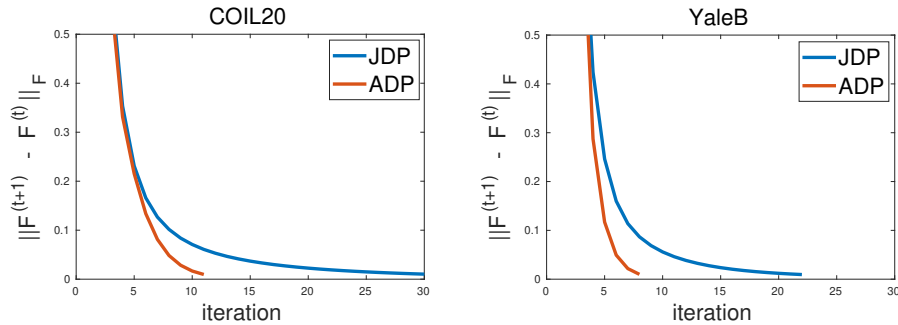 COIL20
0.5
0.4
0.3
0.2
0.1
0
0 5 10 15 20 25 30
||F^(t+1) - F^(t)||_F
iteration
JDP
ADP
YaleB
0.5
0.4
0.3
0.2
0.1
0
0 5 10 15 20 25 30
||F^(t+1) - F^(t)||_F
iteration
JDP
ADP